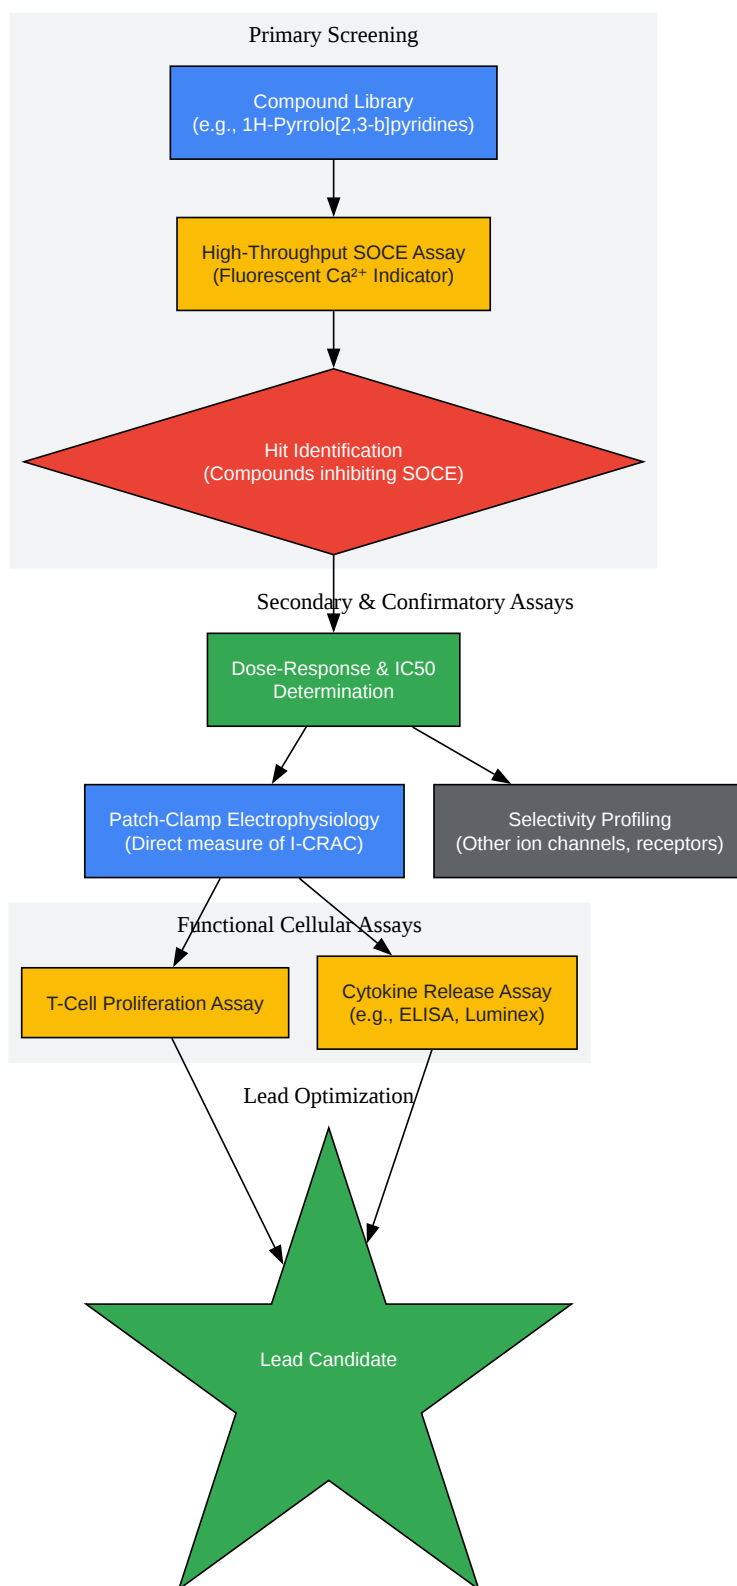 Primary Screening
Compound Library
(e.g., 1H-Pyrrolo[2,3-b]pyridines)
High-Throughput SOCE Assay
(Fluorescent Ca²⁺ Indicator)
Hit Identification
(Compounds inhibiting SOCE)
Secondary & Confirmatory Assays
Dose-Response & IC50
Determination
Patch-Clamp Electrophysiology
(Direct measure of I-CRAC)
Selectivity Profiling
(Other ion channels, receptors)
Functional Cellular Assays
T-Cell Proliferation Assay
Cytokine Release Assay
(e.g., ELISA, Luminex)
Lead Optimization
Lead Candidate